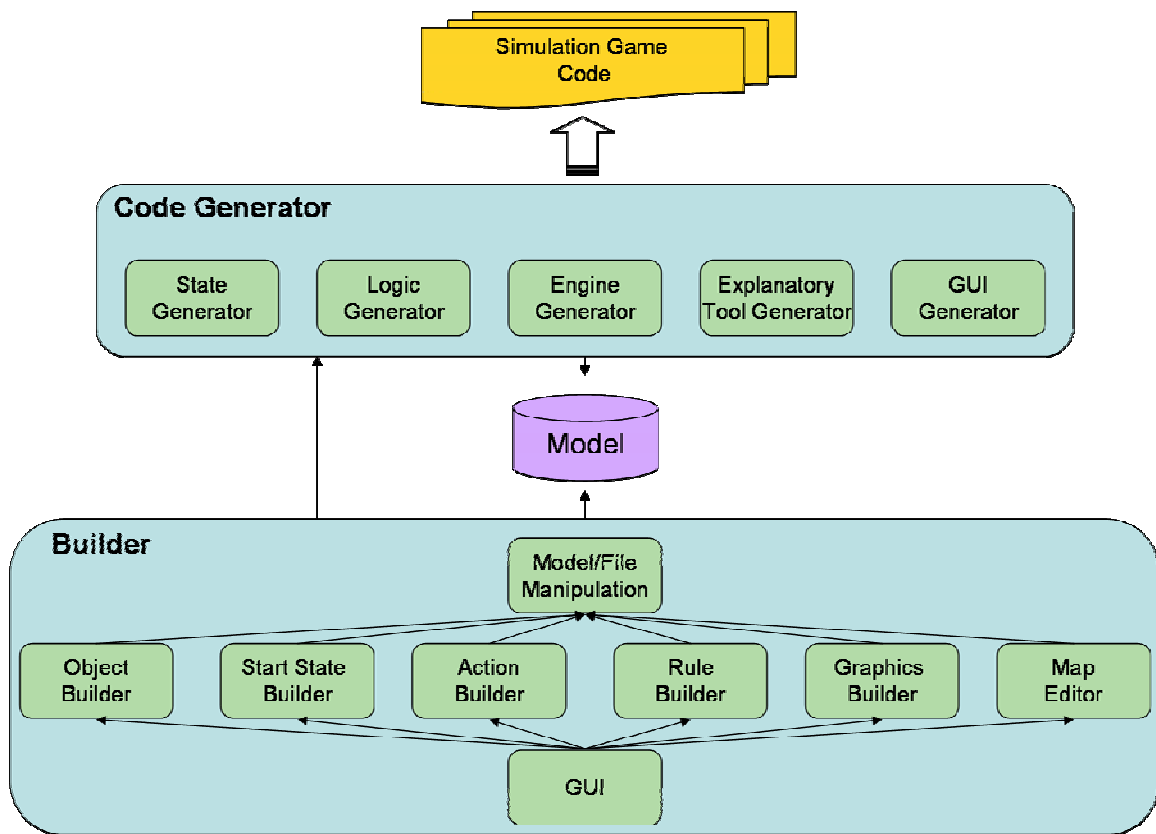 Simulation Game
Code
Code Generator
State
Generator
Logic
Generator
Engine
Generator
Explanatory
Tool Generator
GUI
Generator
Model
Builder
Model/File
Manipulation
Object
Builder
Start State
Builder
Action
Builder
Rule
Builder
Graphics
Builder
Map
Editor
GUI